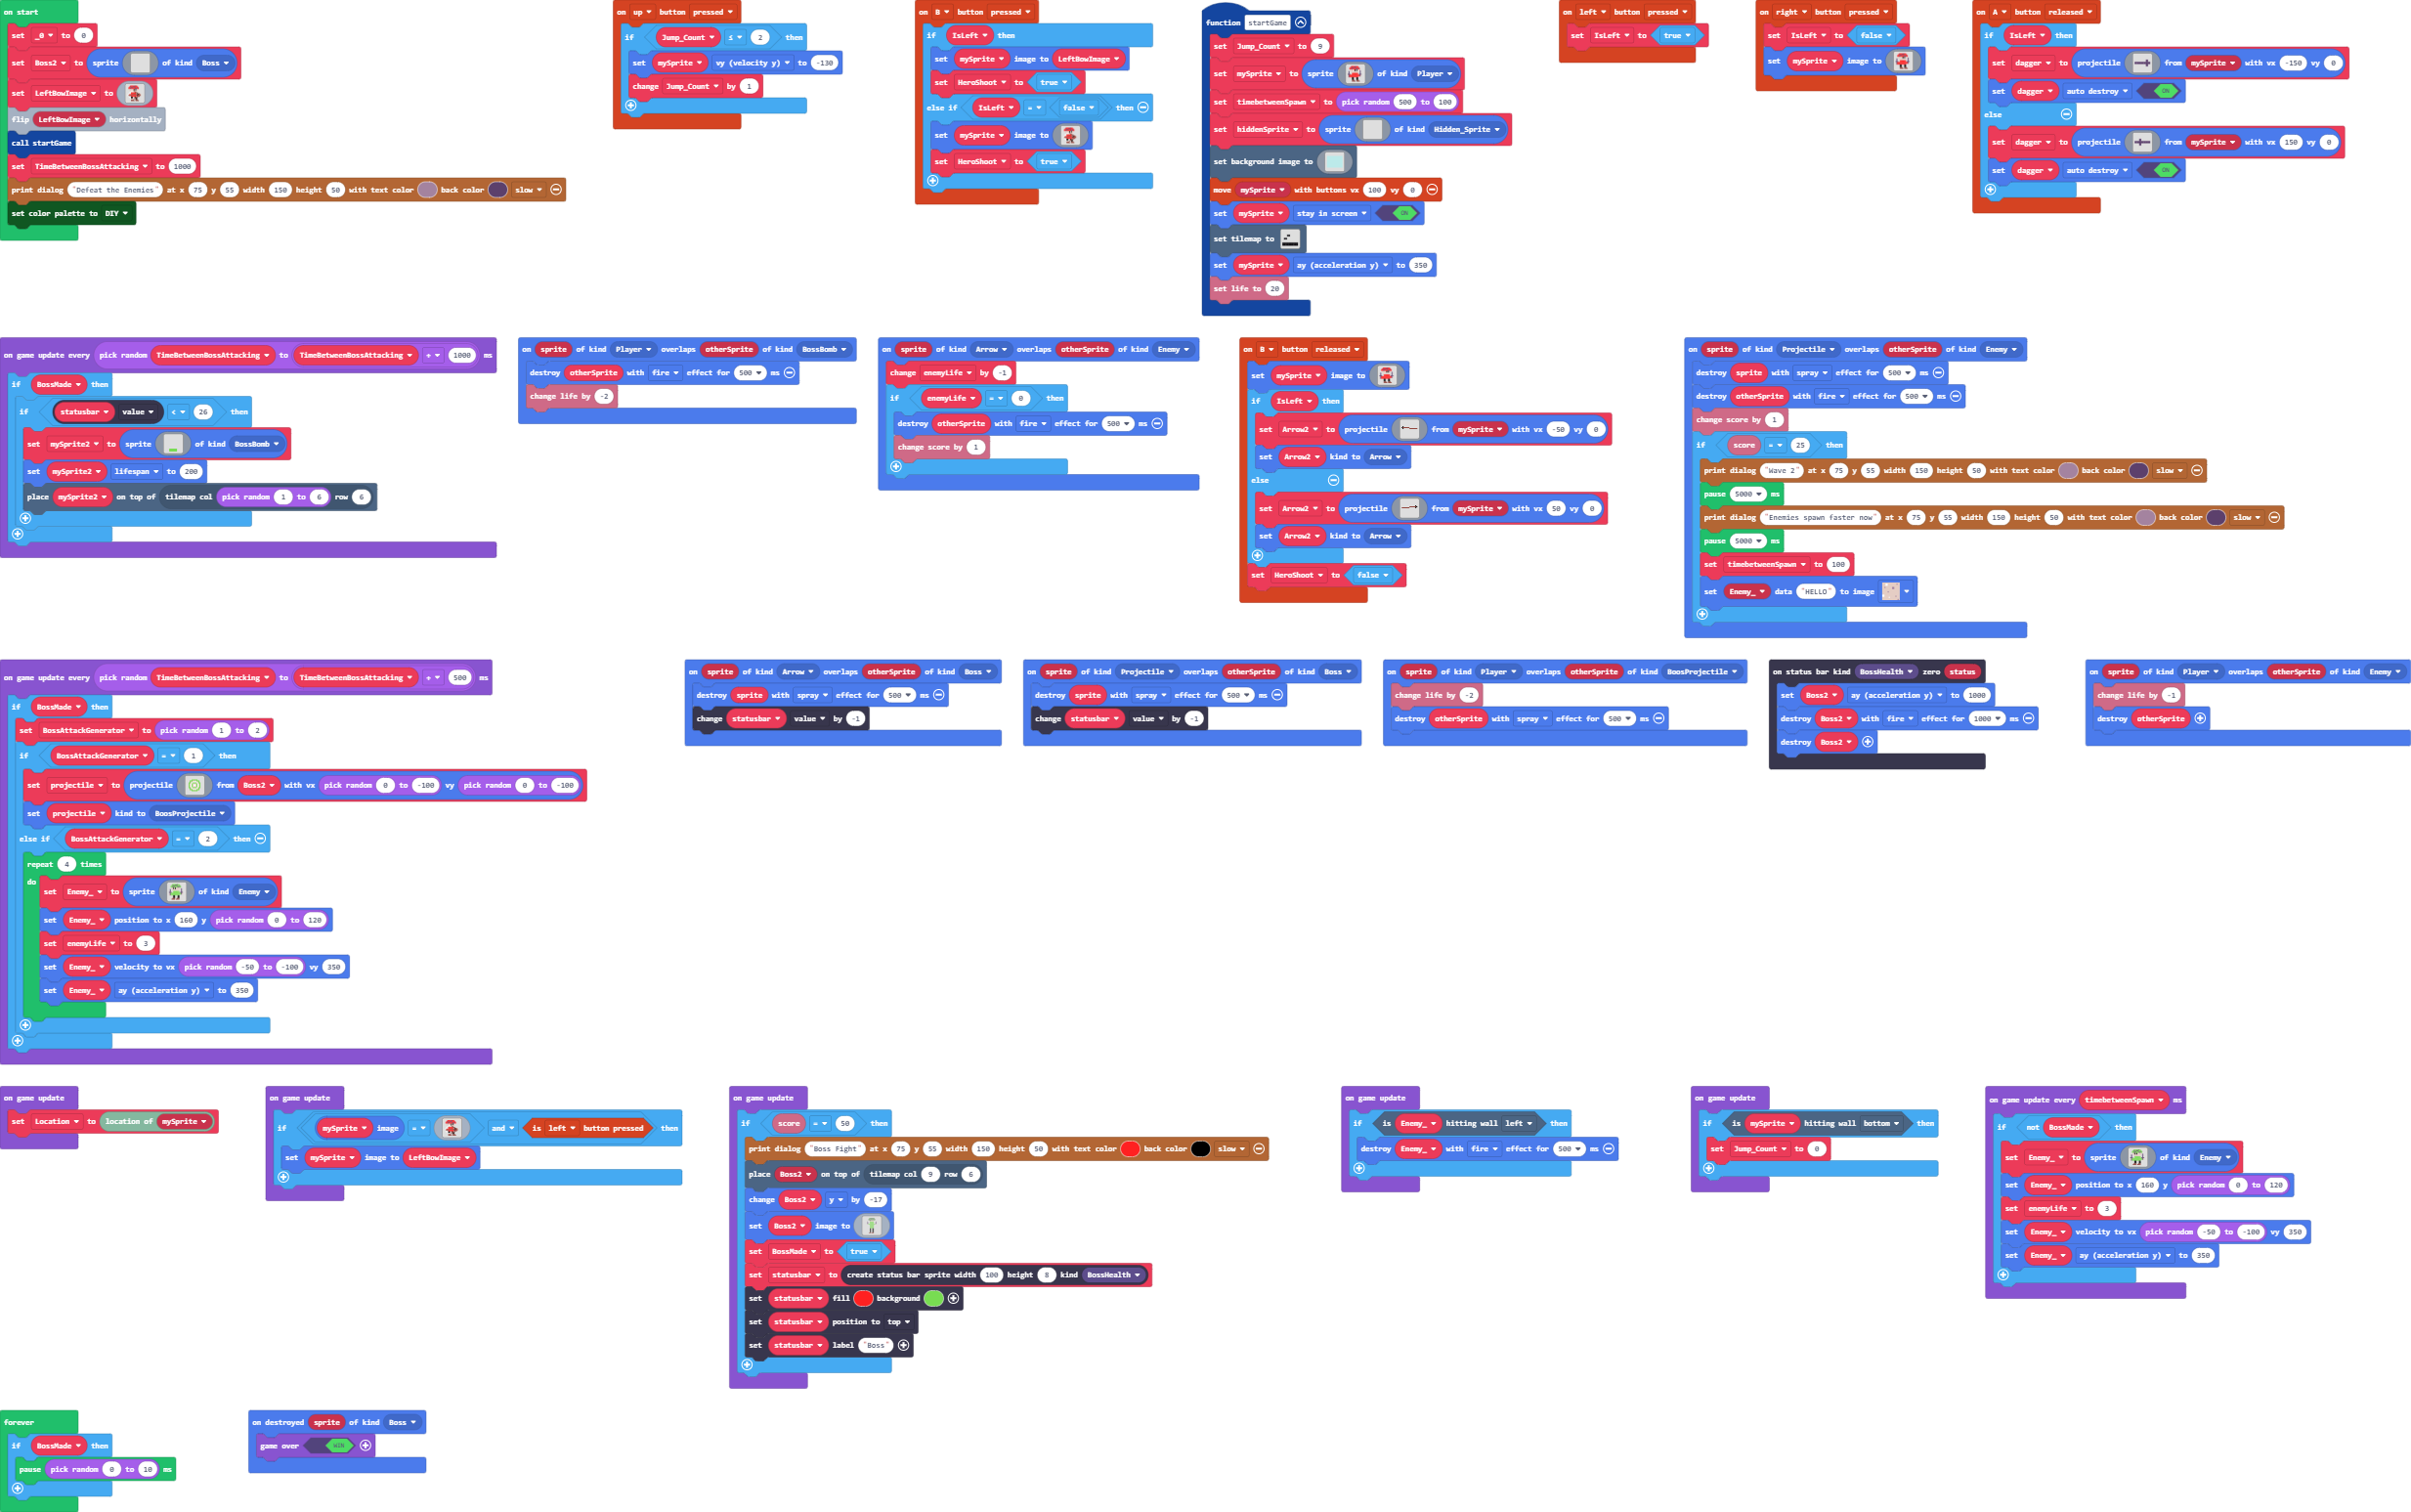 on start
set _0 to 0
set Boss2 to sprite of kind Boss
set LeftBowImage to
flip LeftBowImage horizontally
call startGame
set TimeBetweenBossAttacking to 1000
print dialog "Defeat the Enemies" at x 75 y 55 width 150 height 50 with text color back color slow
set color palette to DIY
on up button pressed
if Jump_Count ≤ 2 then
set mySprite vy (velocity y) to -130
change Jump_Count by 1
on B button pressed
if IsLeft then
set mySprite image to LeftBowImage
set HeroShoot to true
else if IsLeft = false then
set mySprite image to
set HeroShoot to true
function startGame
set Jump_Count to 9
set mySprite to sprite of kind Player
set timebetweenSpawn to pick random 500 to 100
set hiddenSprite to sprite of kind Hidden_Sprite
set background image to
move mySprite with buttons vx 100 vy 0
set mySprite stay in screen ON
set tilemap to
set mySprite ay (acceleration y) to 350
set life to 20
on left button pressed
set IsLeft to true
on right button pressed
set IsLeft to false
set mySprite image to
on A button released
if IsLeft then
set dagger to projectile from mySprite with vx -150 vy 0
set dagger auto destroy ON
else
set dagger to projectile from mySprite with vx 150 vy 0
set dagger auto destroy ON
on game update every pick random TimeBetweenBossAttacking to TimeBetweenBossAttacking + 1000 ms
if BossMade then
if statusbar value < 26 then
set mySprite2 to sprite of kind BossBomb
set mySprite2 lifespan to 200
place mySprite2 on top of tilemap col pick random 1 to 6 row 6
on sprite of kind Player overlaps otherSprite of kind BossBomb
destroy otherSprite with fire effect for 500 ms
change life by -2
on sprite of kind Arrow overlaps otherSprite of kind Enemy
change enemyLife by -1
if enemyLife = 0 then
destroy otherSprite with fire effect for 500 ms
change score by 1
on B button released
set mySprite image to
if IsLeft then
set Arrow2 to projectile from mySprite with vx -50 vy 0
set Arrow2 kind to Arrow
else
set Arrow2 to projectile from mySprite with vx 50 vy 0
set Arrow2 kind to Arrow
set HeroShoot to false
on sprite of kind Projectile overlaps otherSprite of kind Enemy
destroy sprite with spray effect for 500 ms
destroy otherSprite with fire effect for 500 ms
change score by 1
if score = 25 then
print dialog "Wave 2" at x 75 y 55 width 150 height 50 with text color back color slow
pause 5000 ms
print dialog "Enemies spawn faster now" at x 75 y 55 width 150 height 50 with text color back color slow
pause 5000 ms
set timebetweenSpawn to 100
set Enemy_ data "HELLO" to image
on game update every pick random TimeBetweenBossAttacking to TimeBetweenBossAttacking + 500 ms
if BossMade then
set BossAttackGenerator to pick random 1 to 2
if BossAttackGenerator = 1 then
set projectile to projectile from Boss2 with vx pick random 0 to -100 vy pick random 0 to -100
set projectile kind to BoosProjectile
else if BossAttackGenerator = 2 then
repeat 4 times
do
set Enemy_ to sprite of kind Enemy
set Enemy_ position to x 160 y pick random 0 to 120
set enemyLife to 3
set Enemy_ velocity to vx pick random -50 to -100 vy 350
set Enemy_ ay (acceleration y) to 350
on sprite of kind Arrow overlaps otherSprite of kind Boss
destroy sprite with spray effect for 500 ms
change statusbar value by -1
on sprite of kind Projectile overlaps otherSprite of kind Boss
destroy sprite with spray effect for 500 ms
change statusbar value by -1
on sprite of kind Player overlaps otherSprite of kind BoosProjectile
change life by -2
destroy otherSprite with spray effect for 500 ms
on status bar kind BossHealth zero status
set Boss2 ay (acceleration y) to 1000
destroy Boss2 with fire effect for 1000 ms
destroy Boss2
on sprite of kind Player overlaps otherSprite of kind Enemy
change life by -1
destroy otherSprite
on game update
set Location to location of mySprite
on game update
if mySprite image = and is left button pressed then
set mySprite image to LeftBowImage
on game update
if score = 50 then
print dialog "Boss Fight" at x 75 y 55 width 150 height 50 with text color back color slow
place Boss2 on top of tilemap col 9 row 6
change Boss2 y by -17
set Boss2 image to
set BossMade to true
set statusbar to create status bar sprite width 100 height 8 kind BossHealth
set statusbar fill background
set statusbar position to top
set statusbar label "Boss"
on game update
if is Enemy_ hitting wall left then
destroy Enemy_ with fire effect for 500 ms
on game update
if is mySprite hitting wall bottom then
set Jump_Count to 0
on game update every timebetweenSpawn ms
if not BossMade then
set Enemy_ to sprite of kind Enemy
set Enemy_ position to x 160 y pick random 0 to 120
set enemyLife to 3
set Enemy_ velocity to vx pick random -50 to -100 vy 350
set Enemy_ ay (acceleration y) to 350
forever
if BossMade then
pause pick random 0 to 10 ms
on destroyed sprite of kind Boss
game over WIN